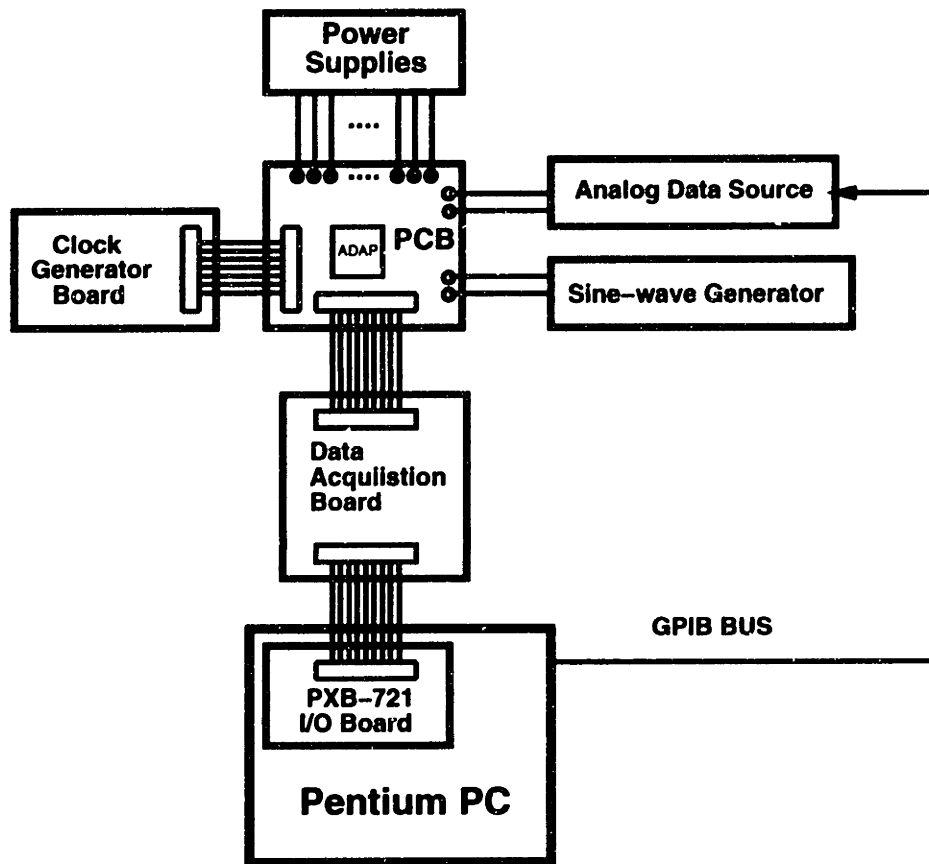 Power
Supplies
....
....
Analog Data Source
Clock
Generator
Board
ADAP
PCB
Sine-wave Generator
Data
Acquiistion
Board
GPIB BUS
PXB-721
I/O Board
Pentium PC